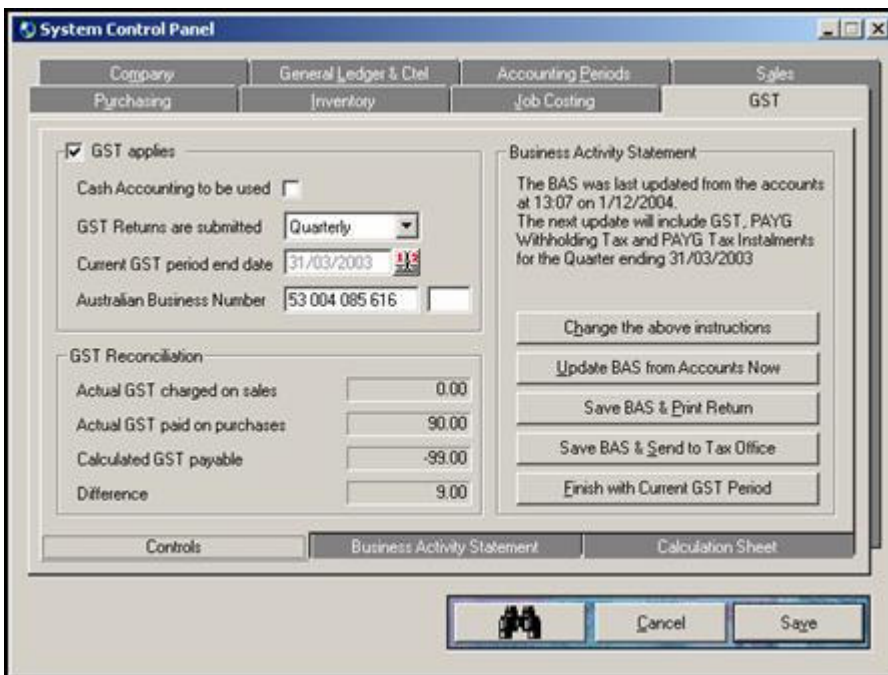 System Control Panel
Company General Ledger & Ctel Accounting Periods Sales
Purchasing Inventory Job Costing GST
GST applies
Cash Accounting to be used
GST Returns are submitted Quarterly
Current GST period end date 31/03/2003
Australian Business Number 53 004 085 616
GST Reconciliation
Actual GST charged on sales 0.00
Actual GST paid on purchases 90.00
Calculated GST payable -99.00
Difference 9.00
Business Activity Statement
The BAS was last updated from the accounts
at 13:07 on 1/12/2004.
The next update will include GST, PAYG
Withholding Tax and PAYG Tax Instalments
for the Quarter ending 31/03/2003
Change the above instructions
Update BAS from Accounts Now
Save BAS & Print Return
Save BAS & Send to Tax Office
Finish with Current GST Period
Controls Business Activity Statement Calculation Sheet
Cancel Save